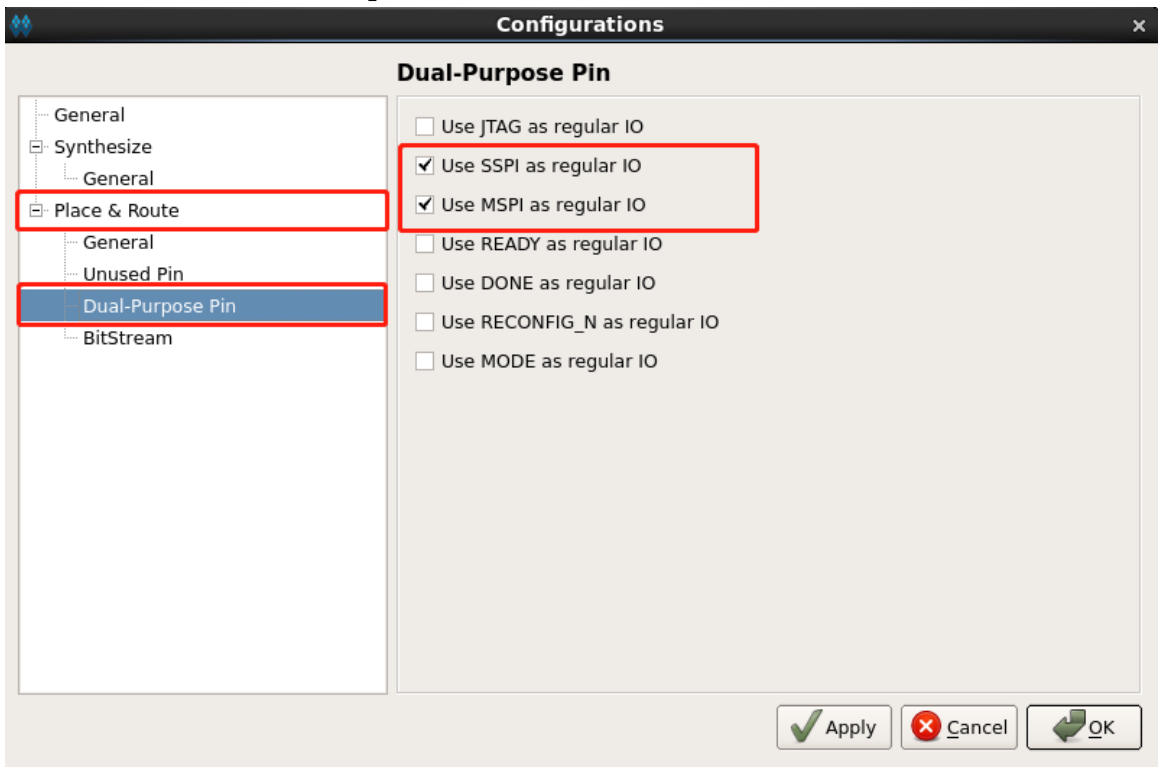 Configurations
Dual-Purpose Pin
General
Synthesize
General
Place & Route
General
Unused Pin
Dual-Purpose Pin
BitStream
Use JTAG as regular IO
Use SSPI as regular IO
Use MSPI as regular IO
Use READY as regular IO
Use DONE as regular IO
Use RECONFIG_N as regular IO
Use MODE as regular IO
Apply
Cancel
OK